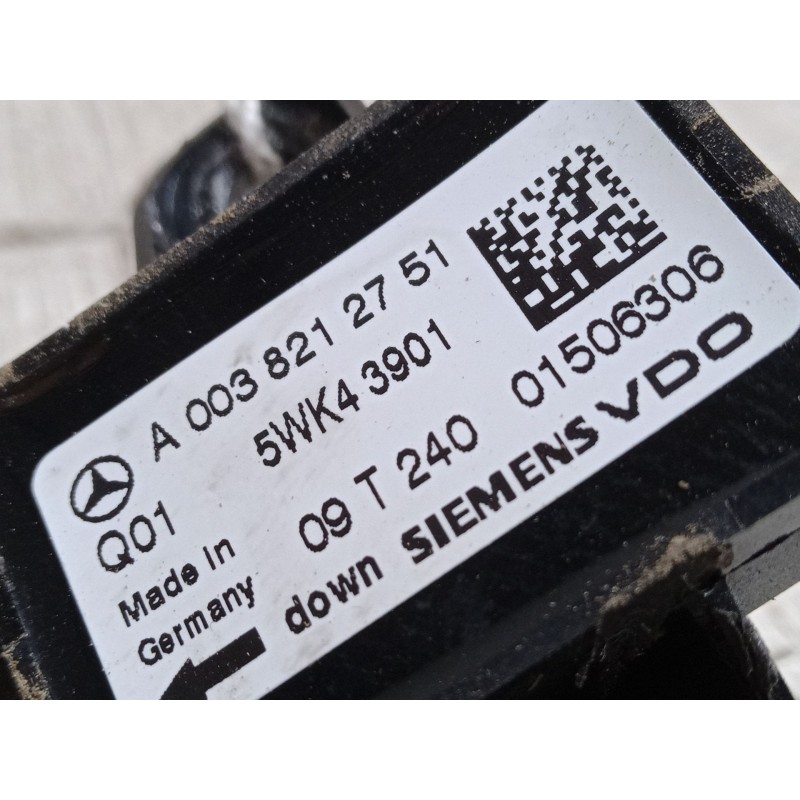 A 003 821 27 51
5WK4 3901
Q01 09 T 240 01506306
Made in
Germany
down SIEMENS VDO